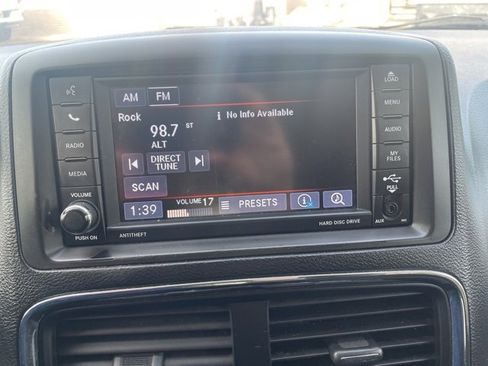 LOAD
AM FM
MENU
Rock
i No Info Available
98.7 ST
ALT
RADIO
AUDIO
DIRECT
TUNE
MY
FILES
MEDIA
SCAN
PULL
VOLUME
1:39
VOLUME 17
PRESETS
PUSH ON
ANTITHEFT
HARD DISC DRIVE
AUX